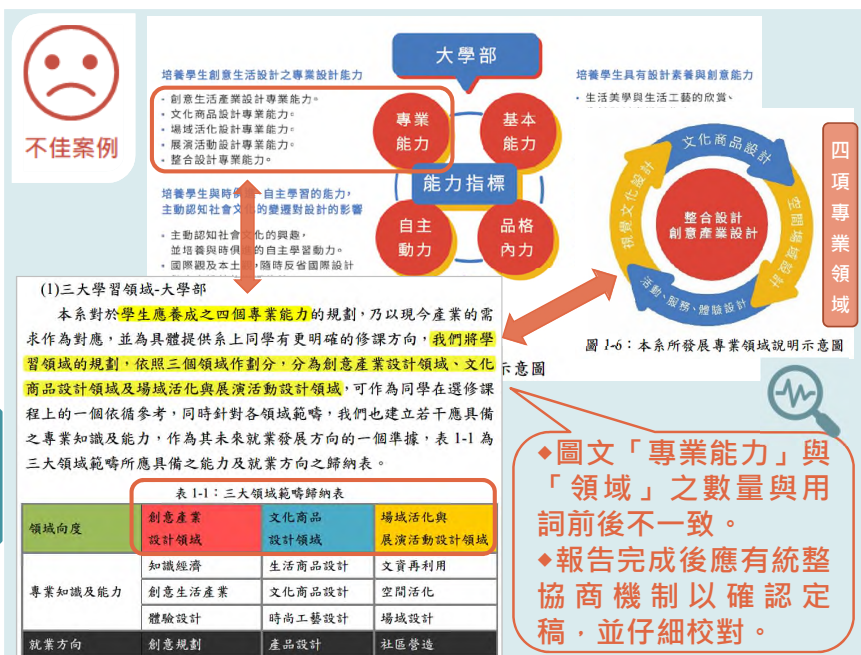 不佳案例
培養學生創意生活設計之專業設計能力
• 創意生活產業設計專業能力。
• 文化商品設計專業能力。
• 場域活化設計專業能力。
• 展演活動設計專業能力。
• 整合設計專業能力。
培養學生與時俱 自主學習的能力,
主動認知社會文 的變遷對設計的影響
• 主動認知社會文化的興趣,
並培養與時俱 的自主學習動力。
• 國際觀及本土 ,隨時反省國際設計
大學部
專業
能力
基本
能力
能力指標
自主
動力
品格
內力
培養學生具有設計素養與創意能力
• 生活美學與生活工藝的欣賞、
文化商品設計
空間場域設計
活動、服務、體驗設計
視覺文化設計
整合設計
創意產業設計
四項專業領域
圖 1-6:本系所發展專業領域說明示意圖
示意圖
(1)三大學習領域-大學部
本系對於學生應養成之四個專業能力的規劃,乃以現今產業的需
求作為對應,並為具體提供系上同學有更明確的修課方向,我們將學
習領域的規劃,依照三個領域作劃分,分為創意產業設計領域、文化
商品設計領域及場域活化與展演活動設計領域,可作為同學在選修課
程上的一個依循參考,同時針對各領域範疇,我們也建立若干應具備
之專業知識及能力,作為其未來就業發展方向的一個準據,表 1-1 為
三大領域範疇所應具備之能力及就業方向之歸納表。
表 1-1:三大領域範疇歸納表
領域向度
創意產業
設計領域
文化商品
設計領域
場域活化與
展演活動設計領域
專業知識及能力
知識經濟 生活商品設計 文資再利用
創意生活產業 文化商品設計 空間活化
體驗設計 時尚工藝設計 場域設計
就業方向 創意規劃 產品設計 社區營造
◆圖文「專業能力」與
「領域」之數量與用
詞前後不一致。
◆報告完成後應有統整
協商機制以確認定
稿,並仔細校對。